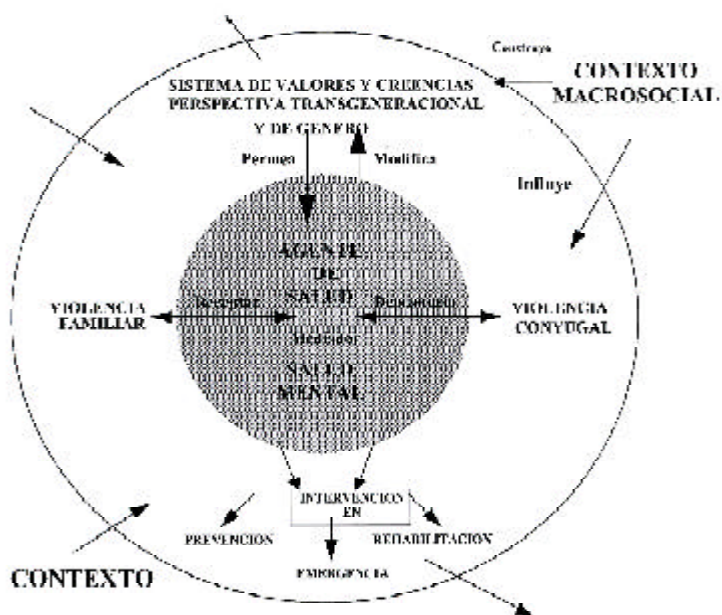 Construye
CONTEXTO
MACROSOCIAL
SISTEMA DE VALORES Y CREENCIAS
PERSPECTIVA TRANSGENERACIONAL
Y DE GENERO
Permea
Modifica
Influye
AGENTE
DE
SALUD
VIOLENCIA
FAMILIAR
VIOLENCIA
CONYUGAL
Mediador
SALUD
MENTAL
INTERVENCION
EN
PREVENCION
REHABILITACION
EMERGENCIA
CONTEXTO